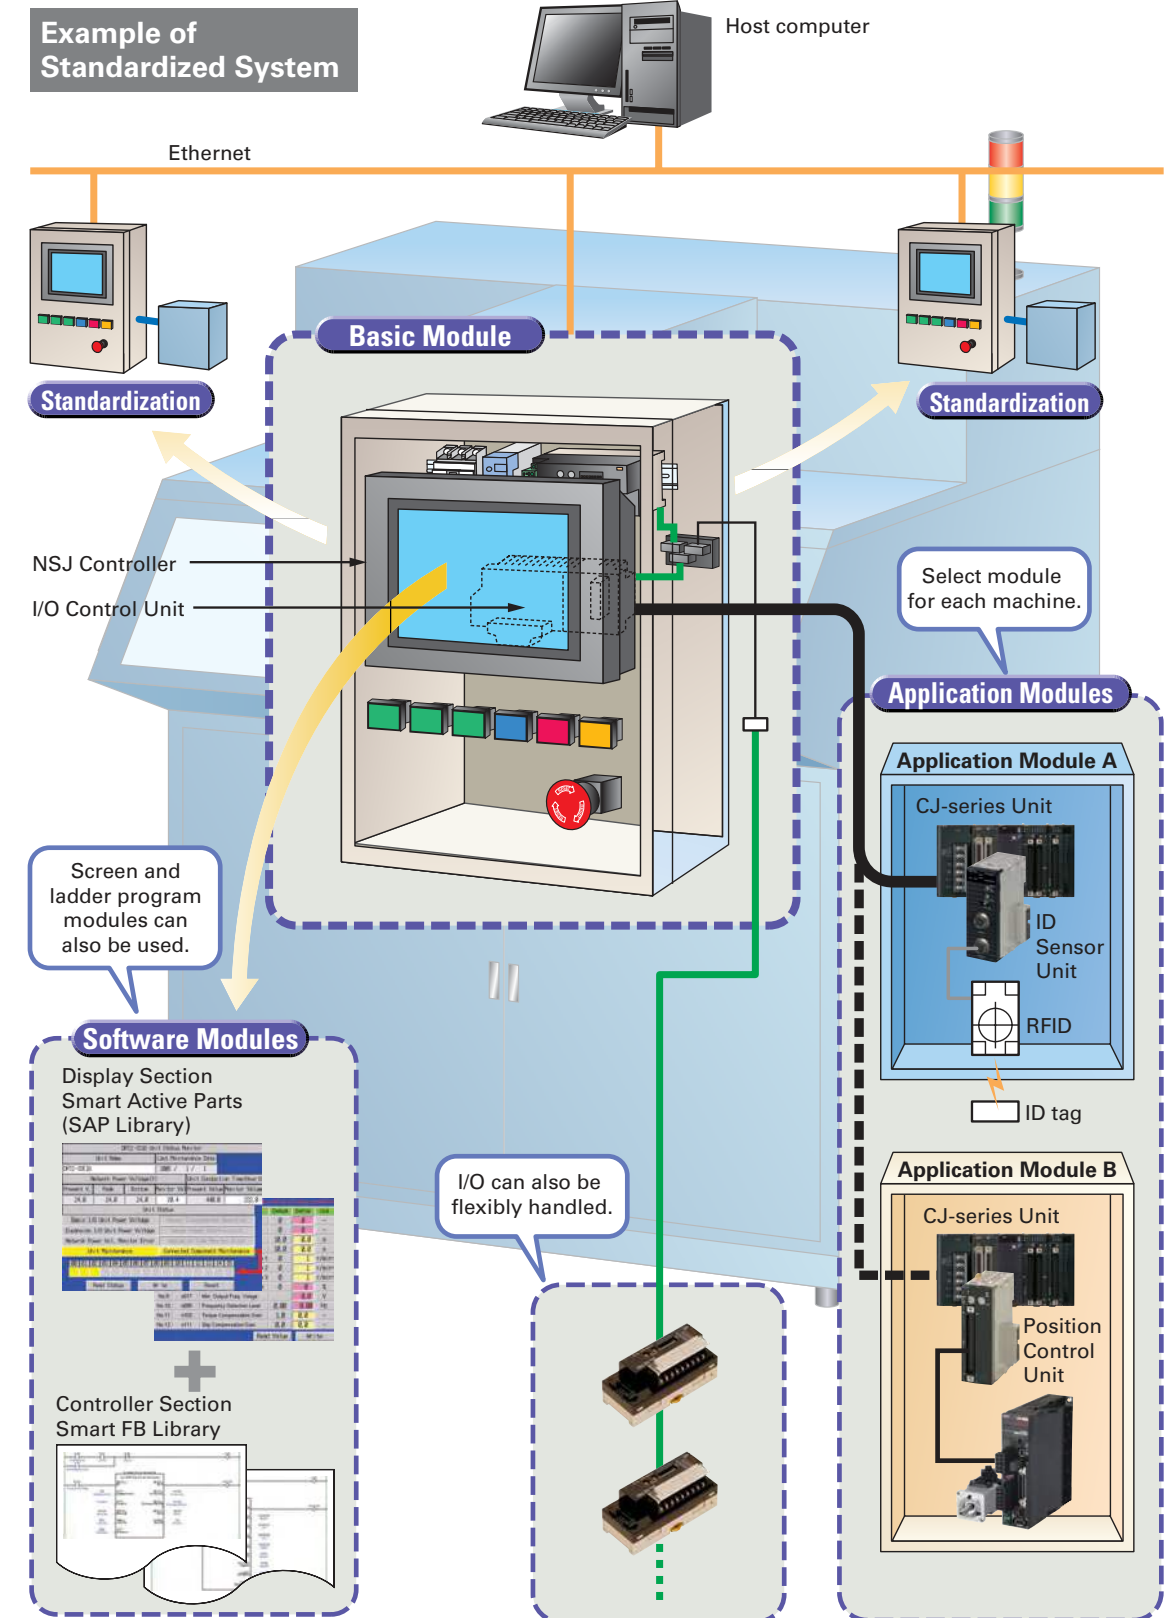 Example of
Standardized System
Host computer
Ethernet
Basic Module
Standardization
Standardization
NSJ Controller
I/O Control Unit
Select module
for each machine.
Application Modules
Application Module A
CJ-series Unit
ID
Sensor
Unit
RFID
ID tag
Screen and
ladder program
modules can
also be used.
Software Modules
Display Section
Smart Active Parts
(SAP Library)
Controller Section
Smart FB Library
I/O can also be
flexibly handled.
Application Module B
CJ-series Unit
Position
Control
Unit